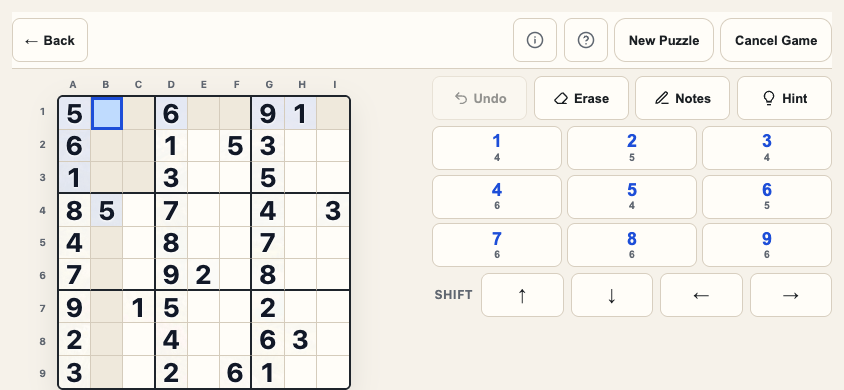 ← Back
New Puzzle
Cancel Game
A B C D E F G H I
1 5 6 9 1
2 6 1 5 3
3 1 3 5
4 8 5 7 4 3
5 4 8 7
6 7 9 2 8
7 9 1 5 2
8 2 4 6 3
9 3 2 6 1
Undo
Erase
Notes
Hint
1 2 3
4 5 4
4 5 6
6 4 5
7 8 9
6 6 6
SHIFT ↑ ↓ ← →